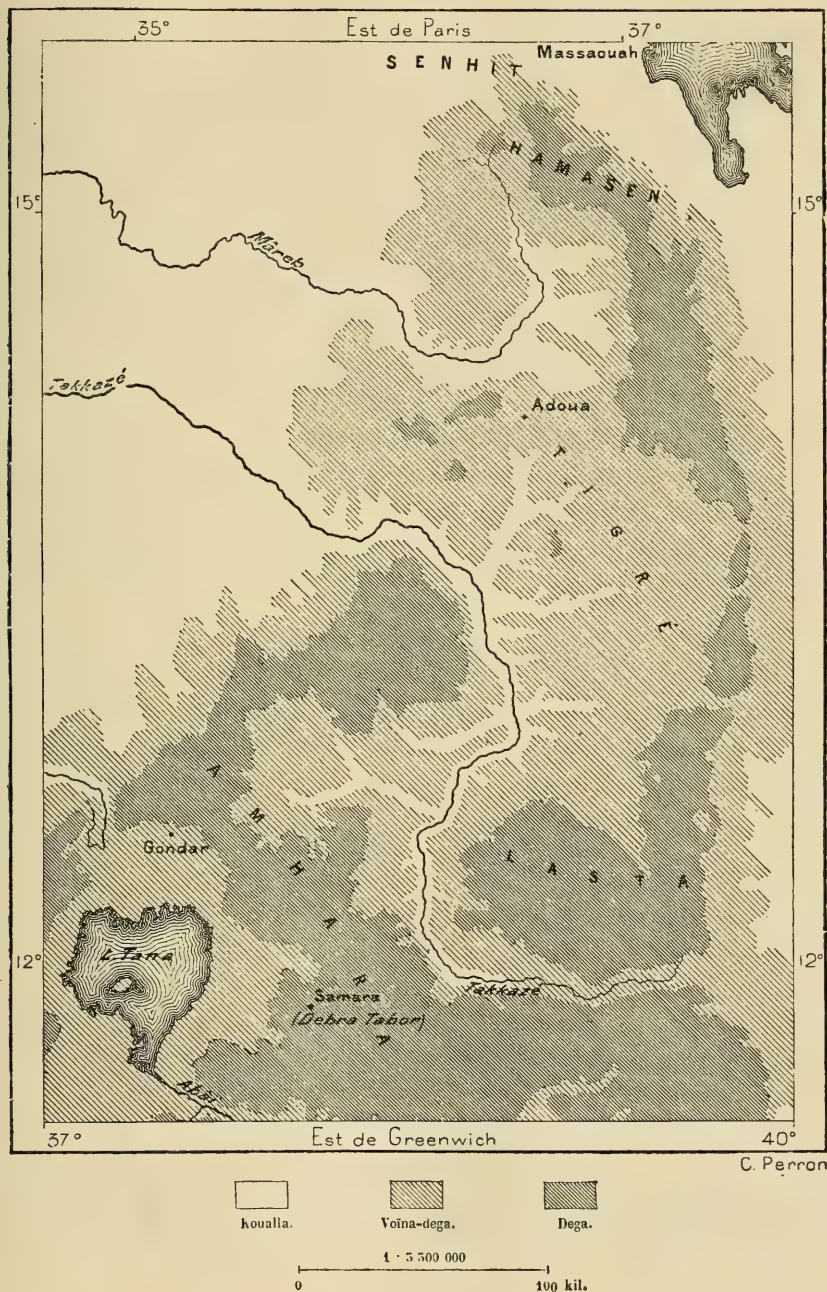 35° Est de Paris 37°
SENHIT
Massaouah
HAMASEN
15° 15°
Màreb
Takkazé
Adoua
TIGRÉ
AMHARA
Gondar
LASTA
12° 12°
L. Tana
Samara
(Debra Tabor)
Takkazé
Abaï
37° Est de Greenwich 40°
C. Perron
koualla. Voïna-dega. Dega.
1 : 3 300 000
0 100 kil.